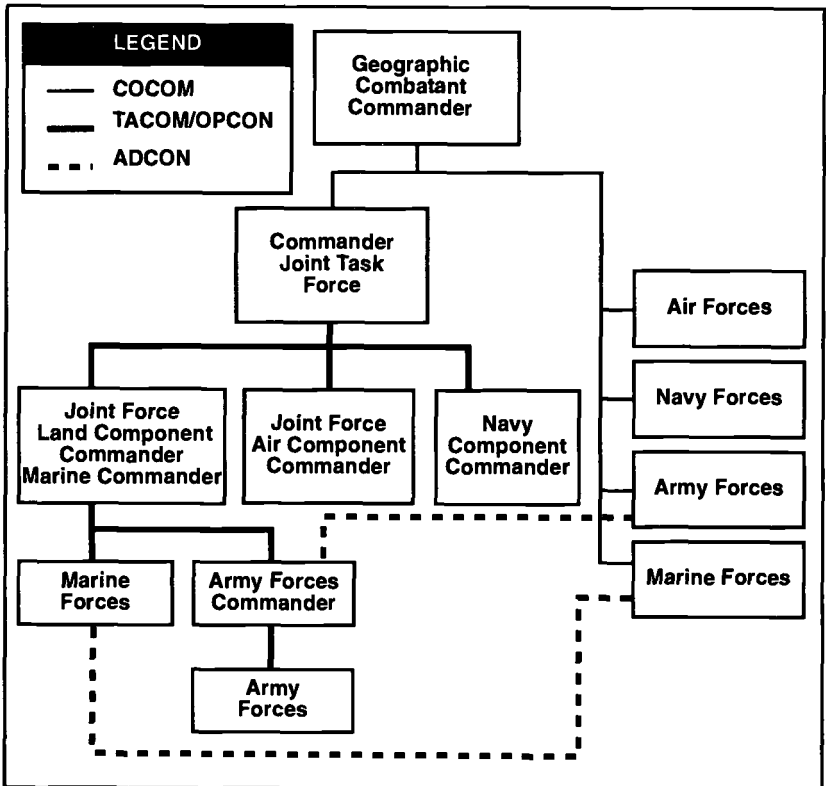 LEGEND
COCOM
TACOM/OPCON
ADCON
Geographic
Combatant
Commander
Commander
Joint Task
Force
Air Forces
Navy Forces
Army Forces
Marine Forces
Joint Force
Land Component
Commander
Marine Commander
Joint Force
Air Component
Commander
Navy
Component
Commander
Marine
Forces
Army Forces
Commander
Army
Forces